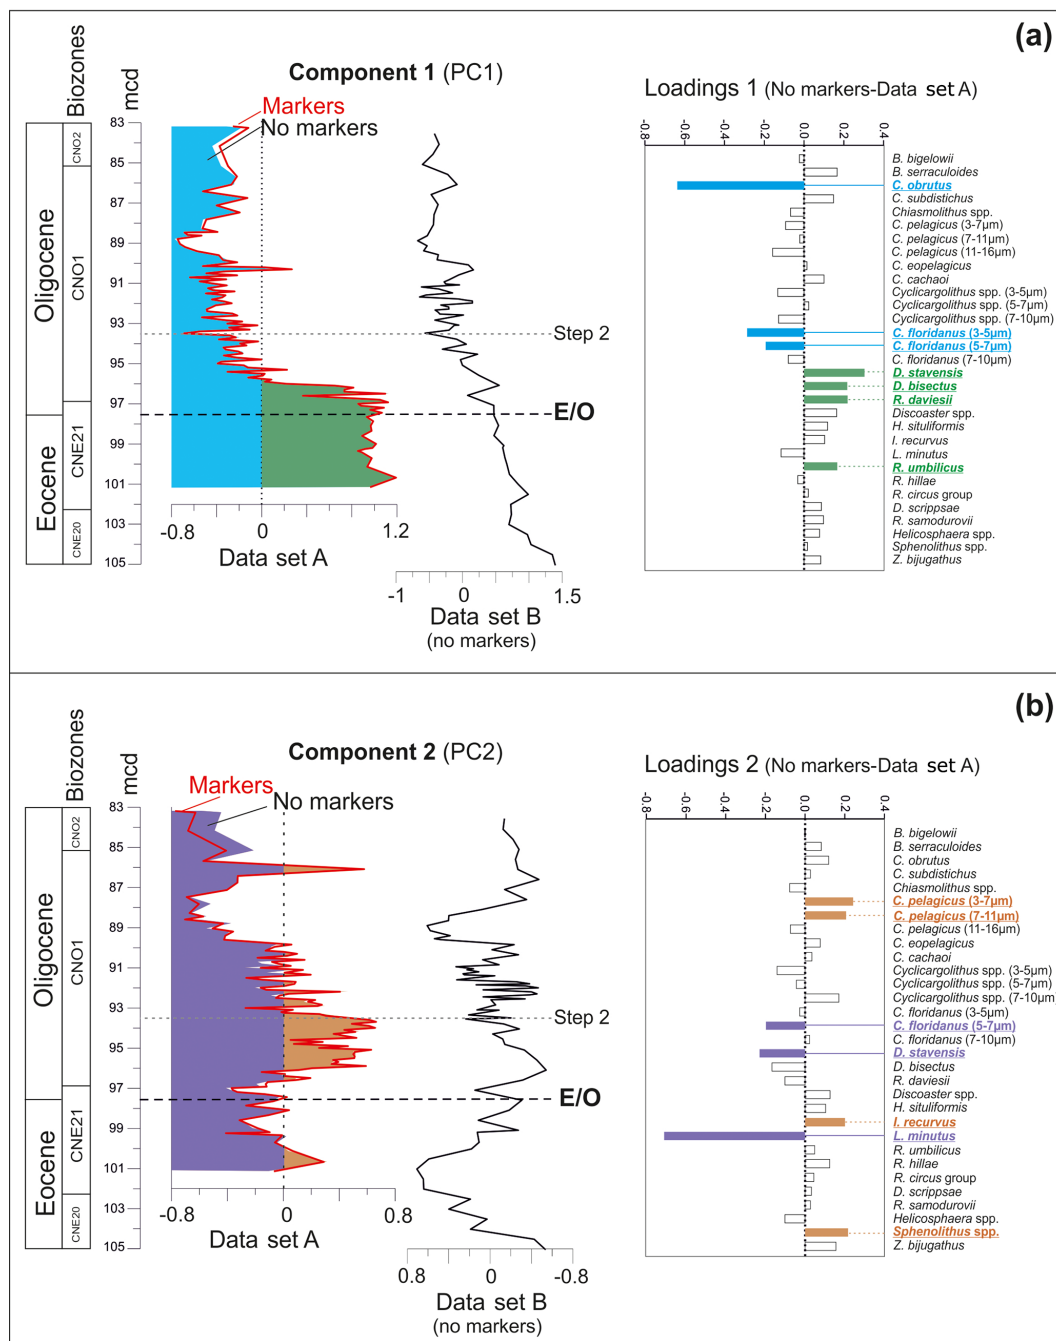 (a)
Component 1 (PC1)
Loadings 1 (No markers-Data set A)
Biozones
mcd
Markers
No markers
-0.8
-0.6
-0.4
-0.2
0.0
0.2
0.4
83
85
87
89
91
93
95
97
99
101
103
105
Oligocene
Eocene
CNO2
CNO1
CNE21
CNE20
Step 2
E/O
-0.8
0
1.2
Data set A
-1
0
1.5
Data set B
(no markers)
B. bigelowii
B. serraculoides
C. obrutus
C. subdistichus
Chiasmolithus spp.
C. pelagicus (3-7µm)
C. pelagicus (7-11µm)
C. pelagicus (11-16µm)
C. eopelagicus
C. cachaoi
Cyclicargolithus spp. (3-5µm)
Cyclicargolithus spp. (5-7µm)
Cyclicargolithus spp. (7-10µm)
C. floridanus (3-5µm)
C. floridanus (5-7µm)
C. floridanus (7-10µm)
D. stavensis
D. bisectus
R. daviesii
Discoaster spp.
H. situliformis
I. recurvus
L. minutus
R. umbilicus
R. hillae
R. circus group
D. scrippsae
R. samodurovii
Helicosphaera spp.
Sphenolithus spp.
Z. bijugathus
(b)
Component 2 (PC2)
Loadings 2 (No markers-Data set A)
Biozones
mcd
Markers
No markers
-0.8
-0.6
-0.4
-0.2
0.0
0.2
0.4
83
85
87
89
91
93
95
97
99
101
103
105
Oligocene
Eocene
CNO2
CNO1
CNE21
CNE20
Step 2
E/O
-0.8
0
0.8
Data set A
0.8
0
-0.8
Data set B
(no markers)
B. bigelowii
B. serraculoides
C. obrutus
C. subdistichus
Chiasmolithus spp.
C. pelagicus (3-7µm)
C. pelagicus (7-11µm)
C. pelagicus (11-16µm)
C. eopelagicus
C. cachaoi
Cyclicargolithus spp. (3-5µm)
Cyclicargolithus spp. (5-7µm)
Cyclicargolithus spp. (7-10µm)
C. floridanus (3-5µm)
C. floridanus (5-7µm)
C. floridanus (7-10µm)
D. stavensis
D. bisectus
R. daviesii
Discoaster spp.
H. situliformis
I. recurvus
L. minutus
R. umbilicus
R. hillae
R. circus group
D. scrippsae
R. samodurovii
Helicosphaera spp.
Sphenolithus spp.
Z. bijugathus